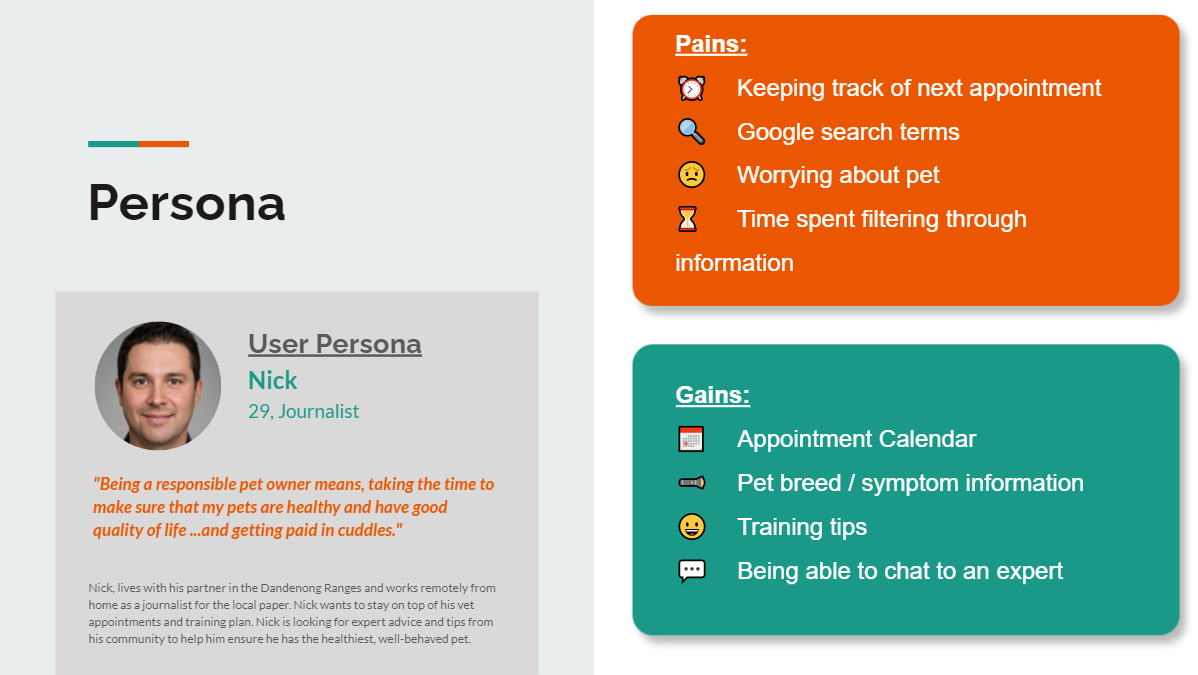 Persona
User Persona
Nick
29, Journalist
"Being a responsible pet owner means, taking the time to
make sure that my pets are healthy and have good
quality of life ...and getting paid in cuddles."
Nick, lives with his partner in the Dandenong Ranges and works remotely from
home as a journalist for the local paper. Nick wants to stay on top of his vet
appointments and training plan. Nick is looking for expert advice and tips from
his community to help him ensure he has the healthiest, well-behaved pet.
Pains:
Keeping track of next appointment
Google search terms
Worrying about pet
Time spent filtering through
information
Gains:
Appointment Calendar
Pet breed / symptom information
Training tips
Being able to chat to an expert